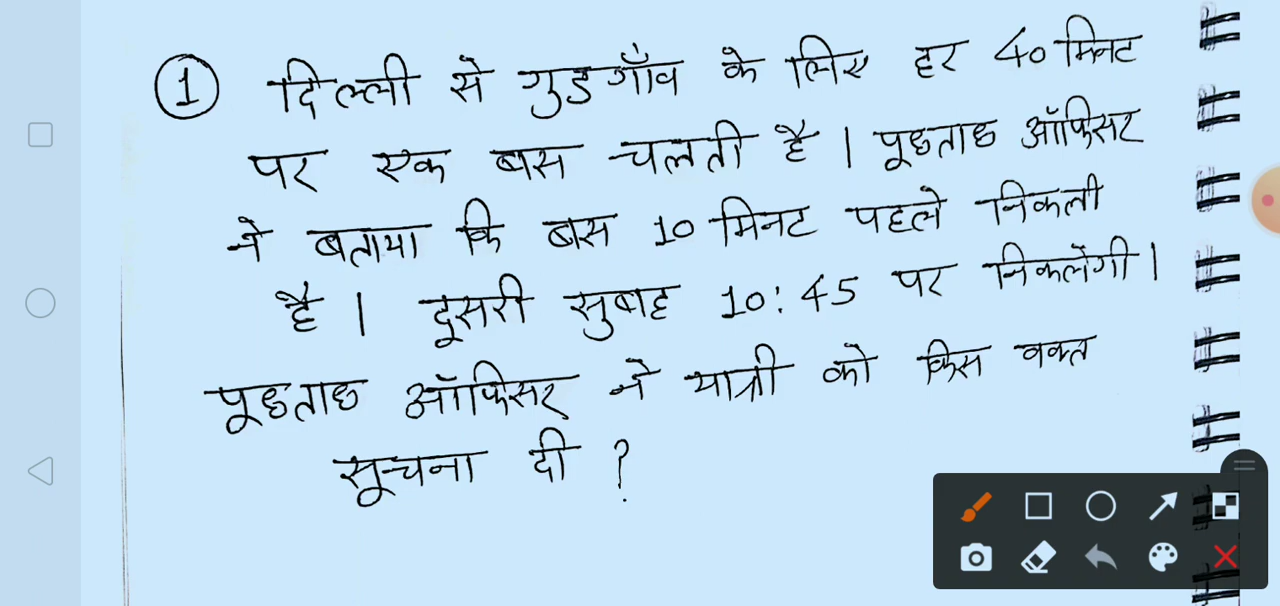 ① दिल्ली से गुडगाँव के लिए हर 40 मिनट
पर एक बस चलती है। पूछताछ ऑफिसर
ने बताया कि बस 10 मिनट पहले निकली
है। दूसरी सुबह 10:45 पर निकलेगी।
पूछताछ ऑफिसर ने यात्री को किस वक्त
सूचना दी ?